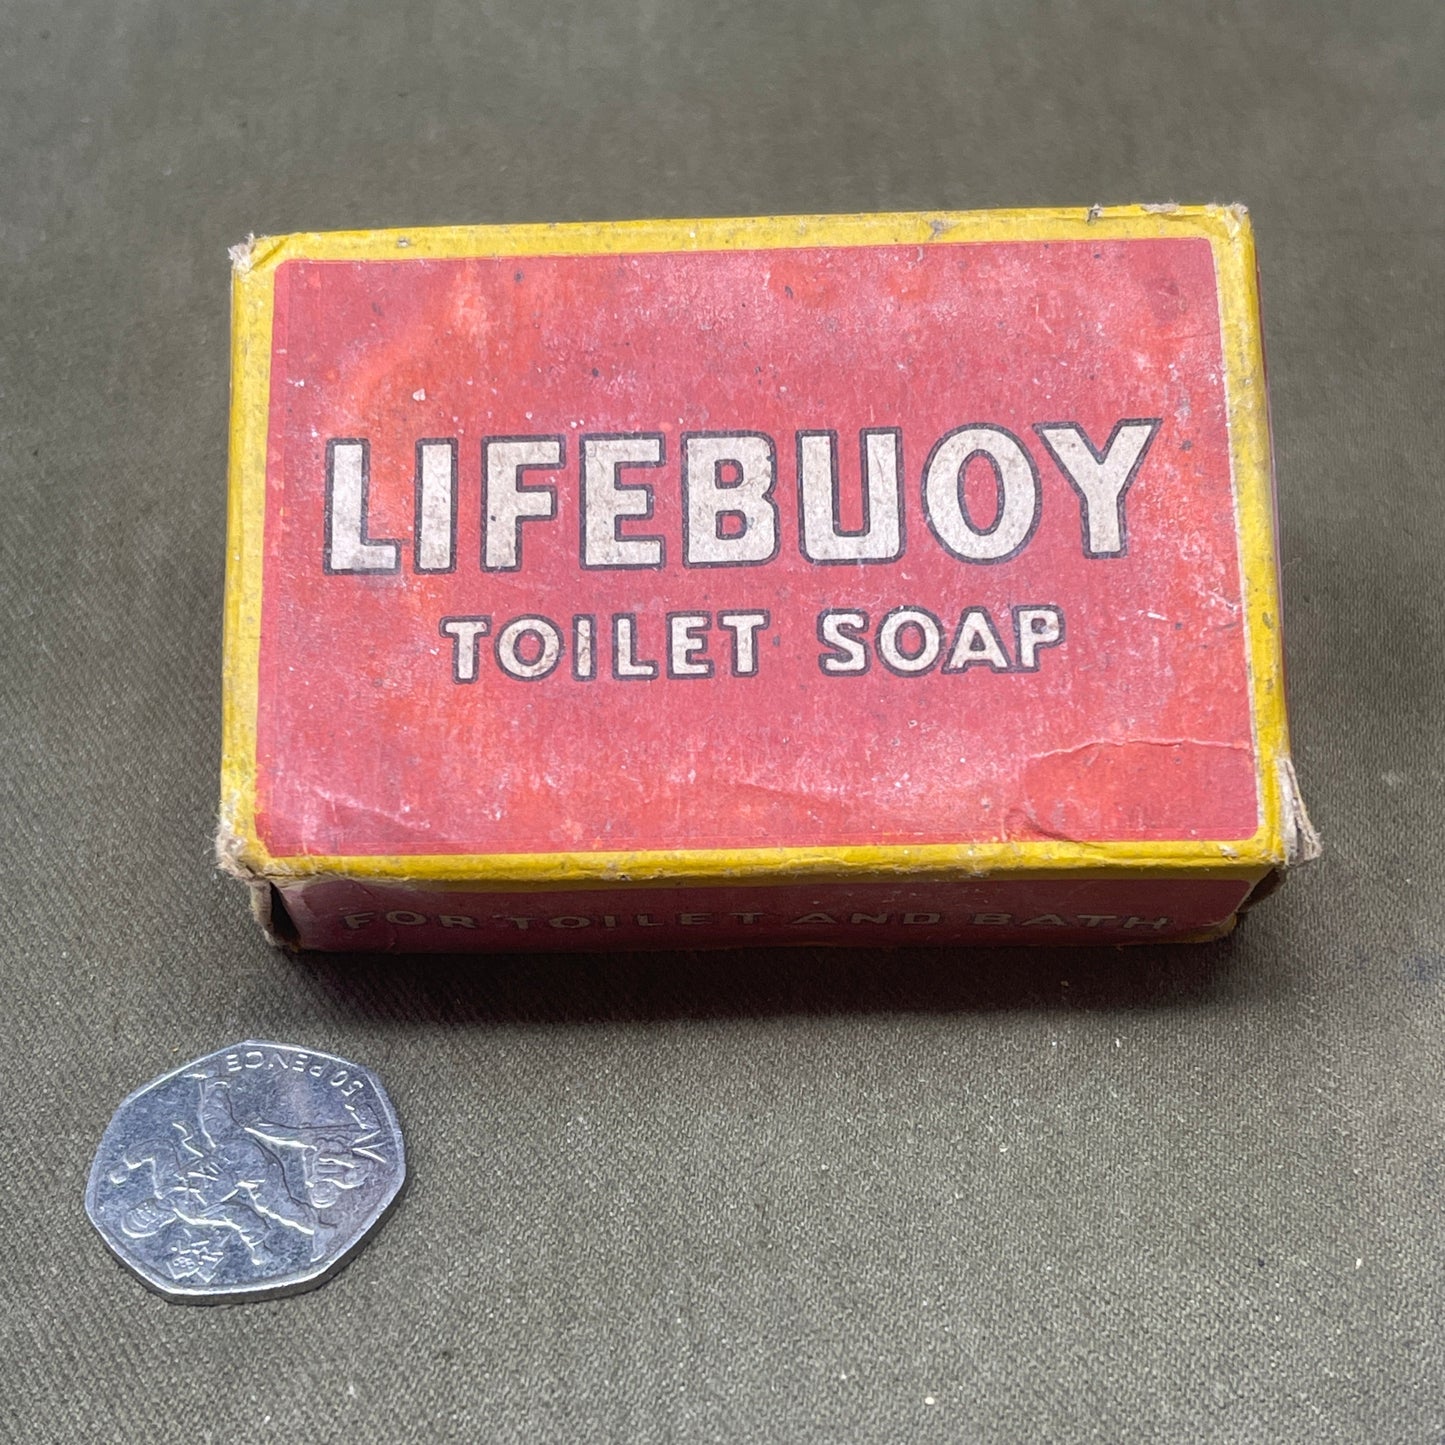 LIFEBUOY
TOILET SOAP
FOR TOILET AND BATH
50 PENCE